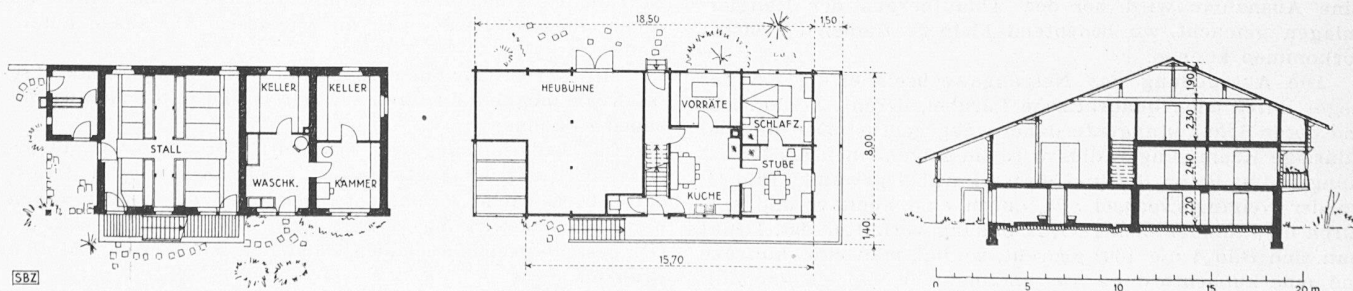 18,50
1,50
KELLER
KELLER
STALL
WASCHK.
KAMMER
SBZ
HEUBÜHNE
VORRÄTE
SCHLAFZ.
STUBE
KÜCHE
8,00
1,40
15,70
1,90
2,30
2,40
2,20
0
5
10
15
20 m